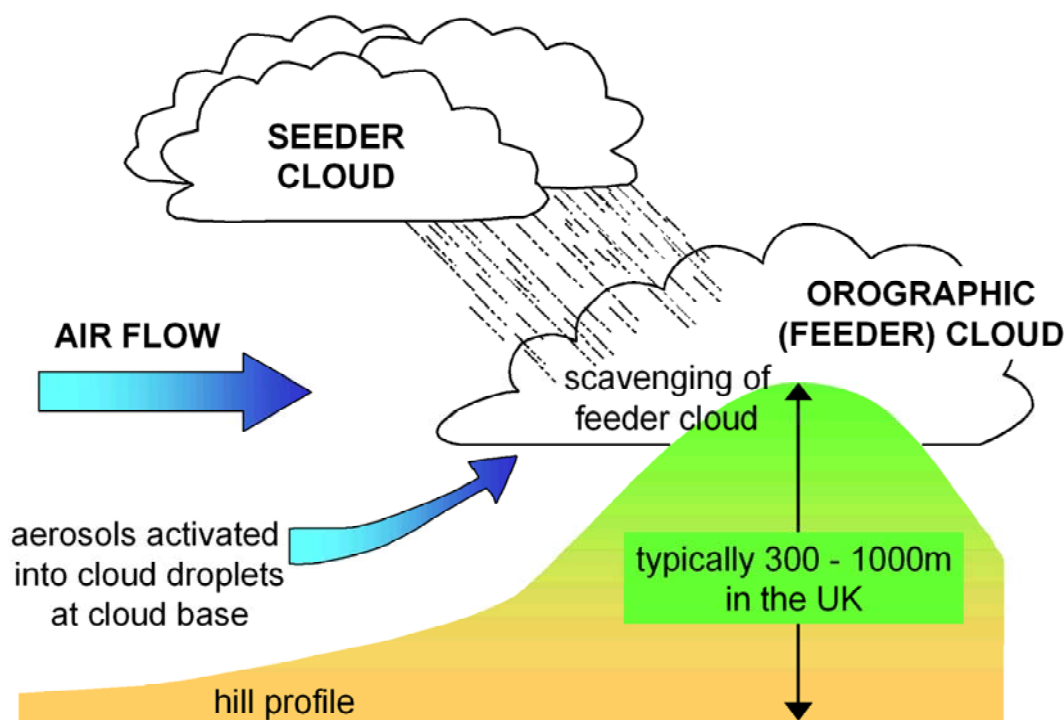 SEEDER
CLOUD
OROGRAPHIC
(FEEDER) CLOUD
AIR FLOW
scavenging of
feeder cloud
aerosols activated
into cloud droplets
at cloud base
typically 300 - 1000m
in the UK
hill profile